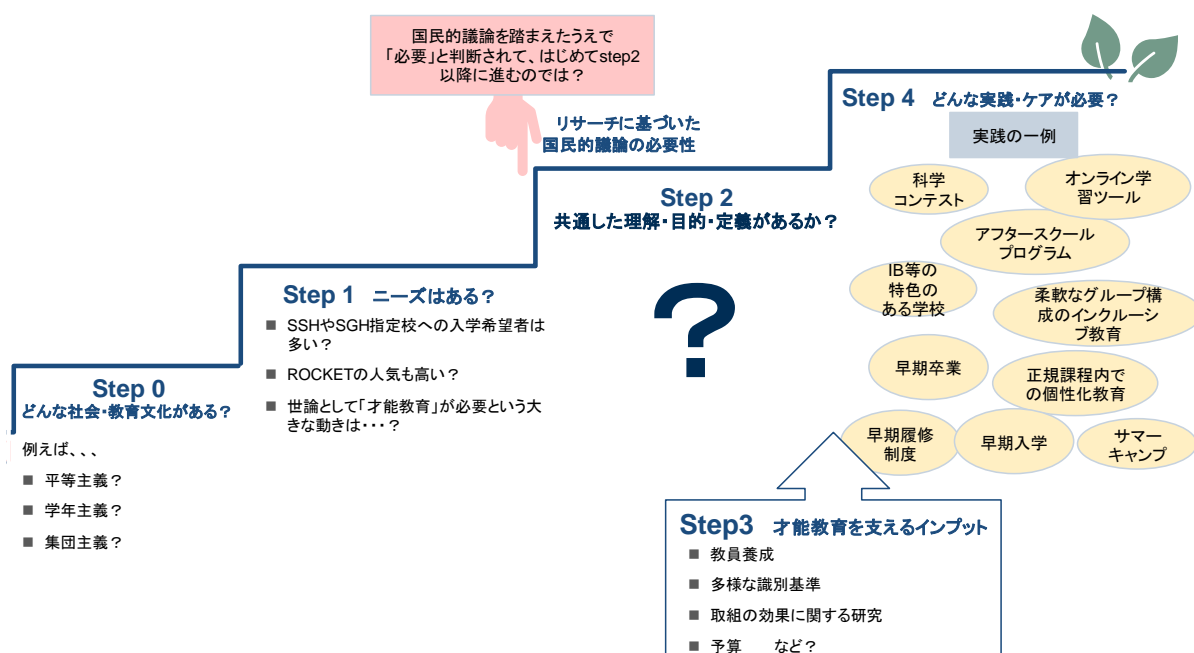 国民的議論を踏まえたうえで
「必要」と判断されて、はじめてstep2
以降に進むのでは？
リサーチに基づいた
国民的議論の必要性
Step 0
どんな社会・教育文化がある？
例えば、、、
■ 平等主義？
■ 学年主義？
■ 集団主義？
Step 1 ニーズはある？
■ SSHやSGH指定校への入学希望者は
多い？
■ ROCKETの人気も高い？
■ 世論として「才能教育」が必要という大
きな動きは・・・？
Step 2
共通した理解・目的・定義があるか？
?
Step3 才能教育を支えるインプット
■ 教員養成
■ 多様な識別基準
■ 取組の効果に関する研究
■ 予算　など？
Step 4 どんな実践・ケアが必要？
実践の一例
科学
コンテスト
オンライン学
習ツール
アフタースクール
プログラム
IB等の
特色の
ある学校
柔軟なグループ構
成のインクルーシ
ブ教育
早期卒業
正規課程内で
の個性化教育
早期履修
制度
早期入学
サマー
キャンプ